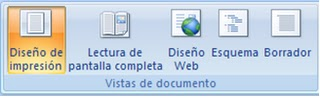 Diseño de Lectura de Diseño Esquema Borrador
impresión pantalla completa Web
Vistas de documento